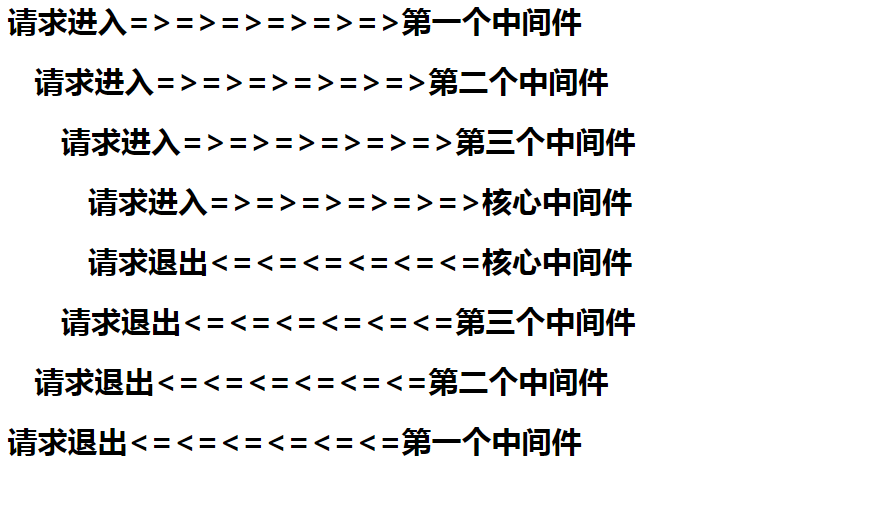 请求进入=>=>=>=>=>=>第一个中间件
请求进入=>=>=>=>=>=>第二个中间件
请求进入=>=>=>=>=>=>第三个中间件
请求进入=>=>=>=>=>=>核心中间件
请求退出<=<=<=<=<=<=核心中间件
请求退出<=<=<=<=<=<=第三个中间件
请求退出<=<=<=<=<=<=第二个中间件
请求退出<=<=<=<=<=<=第一个中间件